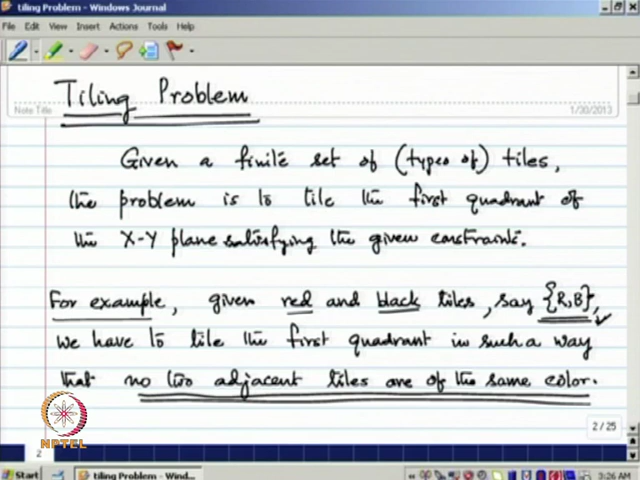 tiling Problem - Windows Journal
File Edit View Insert Actions Tools Help
Tiling Problem
Note Title
1/30/2013
Given a finite set of (types of) tiles,
the problem is to tile the first quadrant of
the X-Y plane satisfying the given constraints.
For example, given red and black tiles, say {R,B},
we have to tile the first quadrant in such a way
that no two adjacent tiles are of the same color.
NPTEL
2 / 25
2
Start
tiling Problem - Wind...
3:26 AM